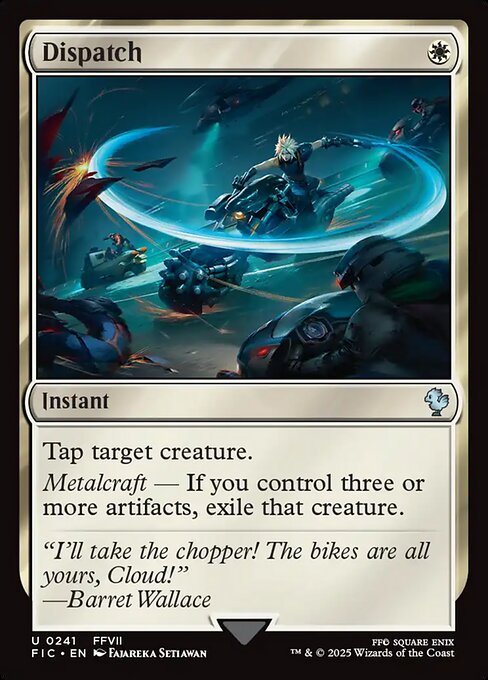 Dispatch
Instant
Tap target creature.
Metalcraft — If you control three or
more artifacts, exile that creature.
“I’ll take the chopper! The bikes are all
yours, Cloud!”
—Barret Wallace
U 0241 FFVII
FIC • EN Fajareka Setiawan
FF© SQUARE ENIX
™ & © 2025 Wizards of the Coast